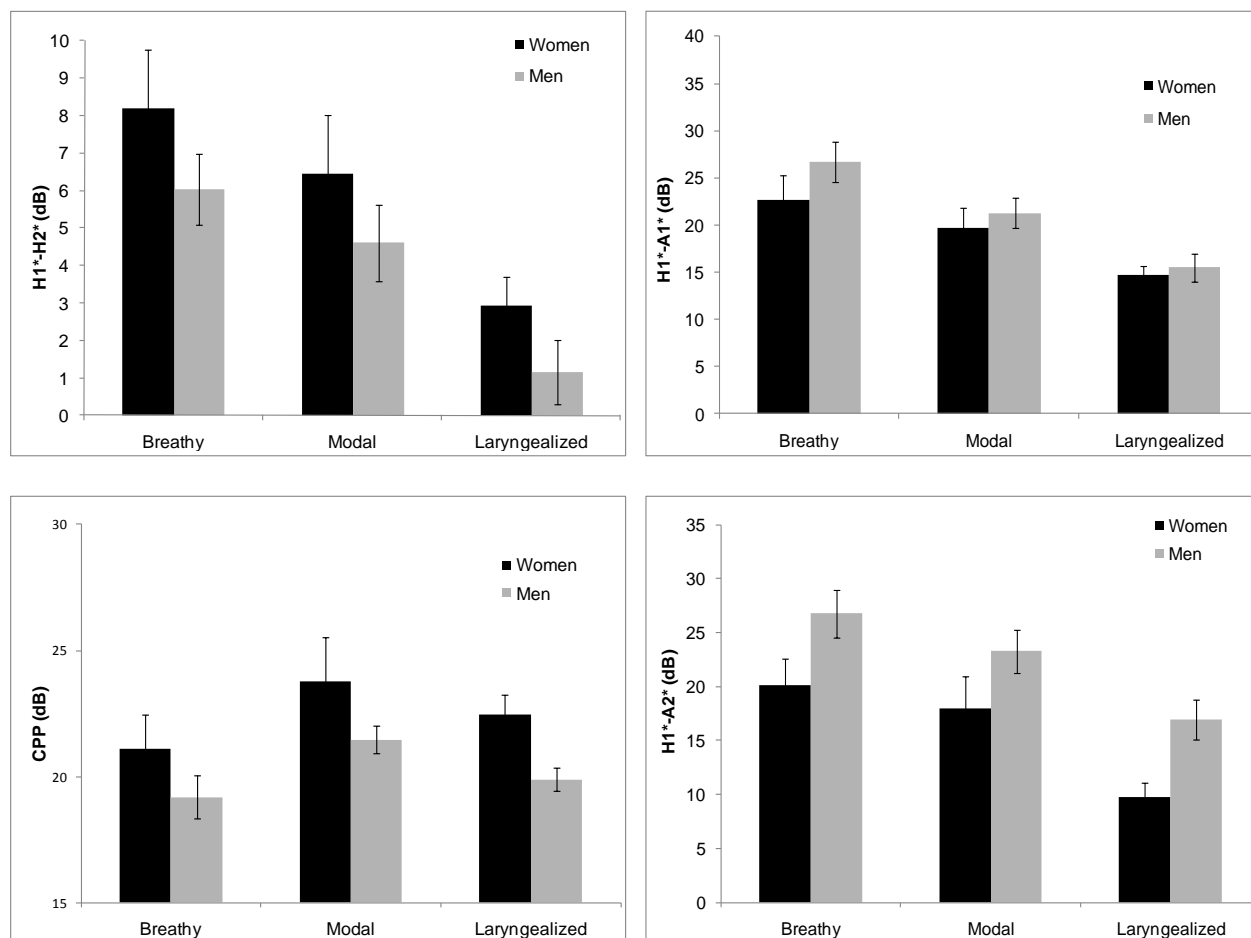 H1*-H2* (dB)
10
9
8
7
6
5
4
3
2
1
0
Women
Men
Breathy Modal Laryngealized
H1*-A1* (dB)
40
35
30
25
20
15
10
5
0
Women
Men
Breathy Modal Laryngealized
CPP (dB)
30
25
20
15
Women
Men
Breathy Modal Laryngealized
H1*-A2* (dB)
35
30
25
20
15
10
5
0
Women
Men
Breathy Modal Laryngealized